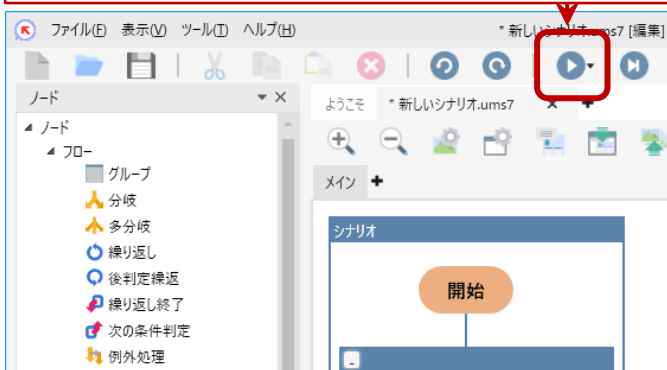 ファイル(F) 表示(V) ツール(T) ヘルプ(H)
* 新しいシナリオ.ums7 [編集]
ノード
ようこそ
* 新しいシナリオ.ums7
ノード
フロー
グループ
分岐
多分岐
繰り返し
後判定繰返
繰り返し終了
次の条件判定
例外処理
メイン
シナリオ
開始